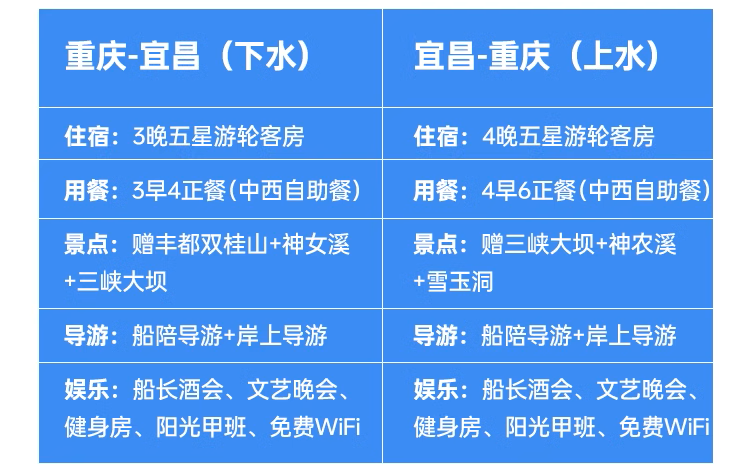 重庆-宜昌（下水）
宜昌-重庆（上水）
住宿：3晚五星游轮客房
住宿：4晚五星游轮客房
用餐：3早4正餐(中西自助餐)
用餐：4早6正餐(中西自助餐)
景点：赠丰都双桂山+神女溪
+三峡大坝
景点：赠三峡大坝+神农溪
+雪玉洞
导游：船陪导游+岸上导游
导游：船陪导游+岸上导游
娱乐：船长酒会、文艺晚会、
健身房、阳光甲班、免费WiFi
娱乐：船长酒会、文艺晚会、
健身房、阳光甲班、免费WiFi